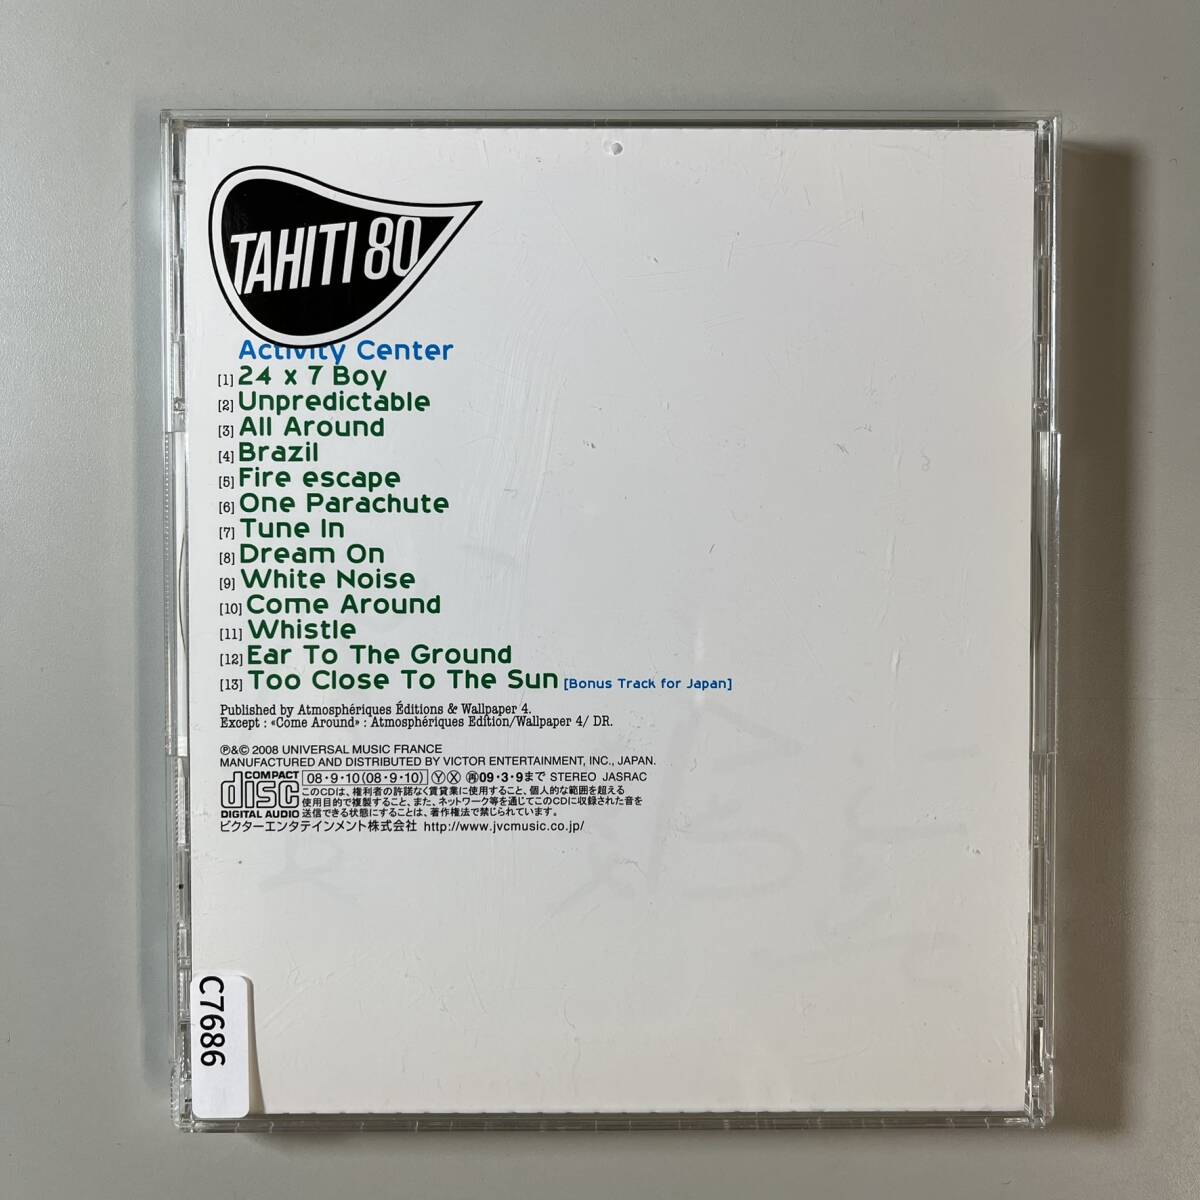 TAHITI 80
Activity Center
[1] 24 x 7 Boy
[2] Unpredictable
[3] All Around
[4] Brazil
[5] Fire escape
[6] One Parachute
[7] Tune In
[8] Dream On
[9] White Noise
[10] Come Around
[11] Whistle
[12] Ear To The Ground
[13] Too Close To The Sun [Bonus Track for Japan]
Published by Atmosphériques Éditions & Wallpaper 4.
Except : «Come Around» : Atmosphériques Edition/Wallpaper 4/ DR.
℗&© 2008 UNIVERSAL MUSIC FRANCE
MANUFACTURED AND DISTRIBUTED BY VICTOR ENTERTAINMENT, INC., JAPAN.
COMPACT disc DIGITAL AUDIO
08・9・10(08・9・10) Ⓨ Ⓧ ㊢09・3・9まで STEREO JASRAC
このCDは、権利者の許諾なく賃貸業に使用すること、個人的な範囲を超える
使用目的で複製すること、また、ネットワーク等を通じてこのCDに収録された音を
送信できる状態にすることは、著作権法で禁じられています。
ビクターエンタテインメント株式会社 http://www.jvcmusic.co.jp/
C7686